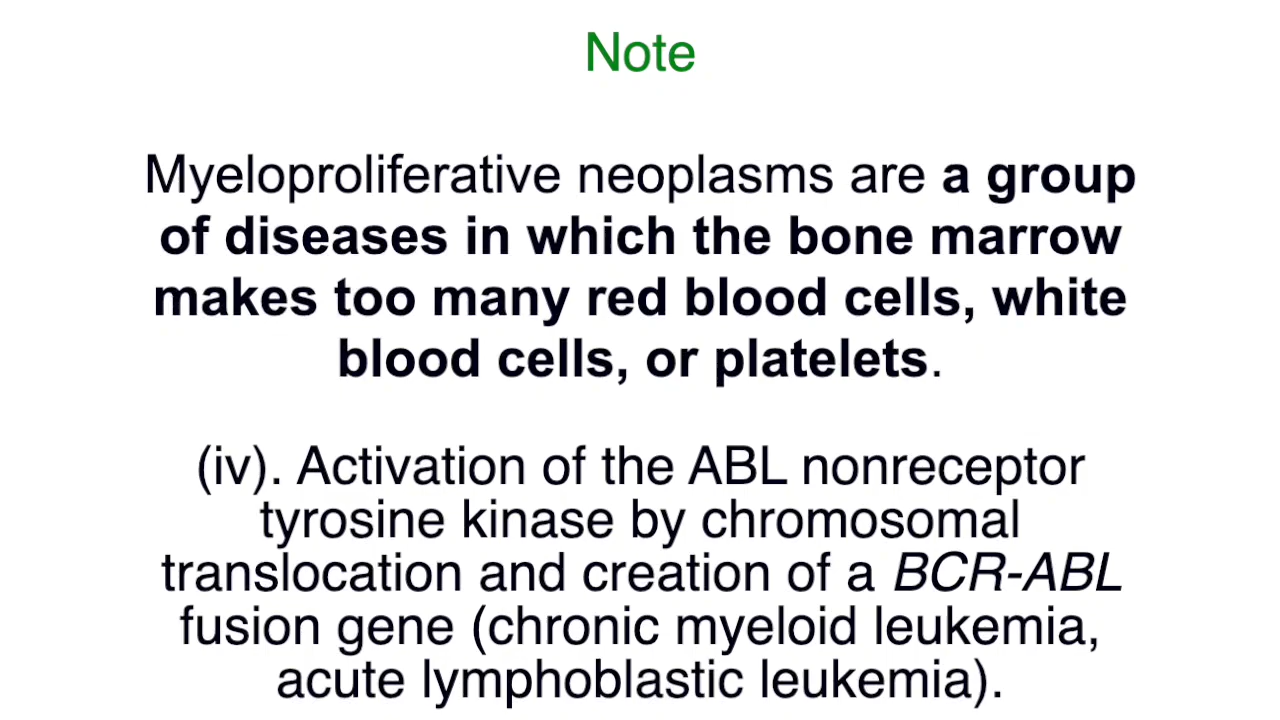 Note
Myeloproliferative neoplasms are a group
of diseases in which the bone marrow
makes too many red blood cells, white
blood cells, or platelets.
(iv). Activation of the ABL nonreceptor
tyrosine kinase by chromosomal
translocation and creation of a BCR-ABL
fusion gene (chronic myeloid leukemia,
acute lymphoblastic leukemia).